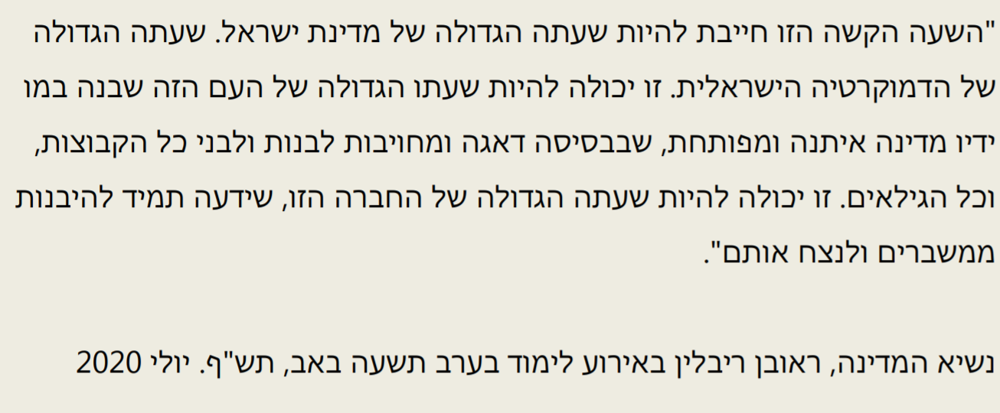 "השעה הקשה הזו חייבת להיות שעתה הגדולה של מדינת ישראל. שעתה הגדולה
של הדמוקרטיה הישראלית. זו יכולה להיות שעתו הגדולה של העם הזה שבנה במו
ידיו מדינה איתנה ומפותחת, שבבסיסה דאגה ומחויבות לבנות ולבני כל הקבוצות,
וכל הגילאים. זו יכולה להיות שעתה הגדולה של החברה הזו, שידעה תמיד להיבנות
ממשברים ולנצח אותם".
נשיא המדינה, ראובן ריבלין באירוע לימוד בערב תשעה באב, תש"ף. יולי 2020